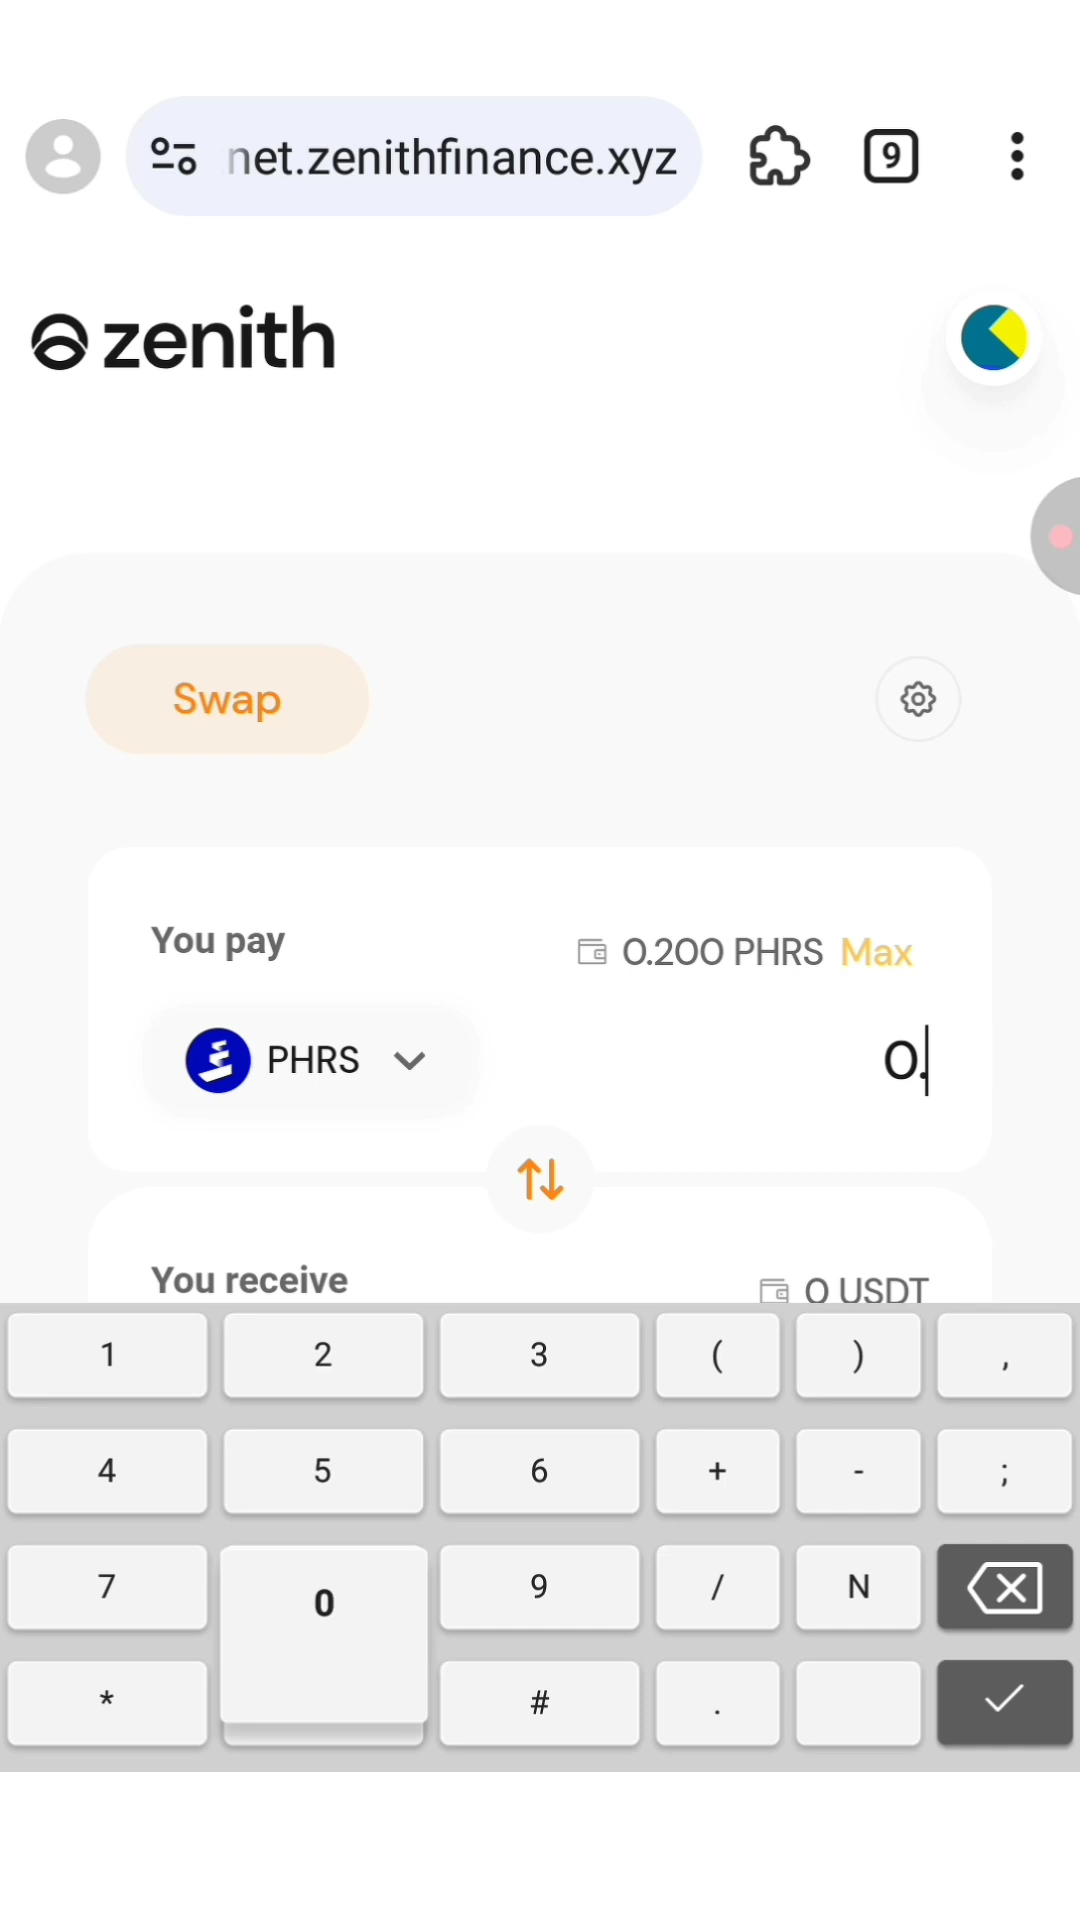 net.zenithfinance.xyz
9
zenith
Swap
You pay
0.200 PHRS Max
PHRS
0.
You receive
0 USDT
1 2 3 ( ) ,
4 5 6 + - ;
7 0 9 / N
* # .